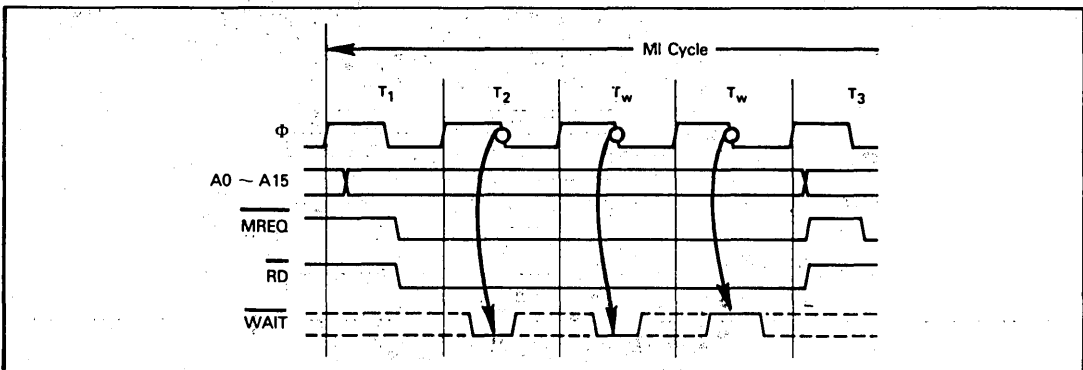 MI Cycle
T1 T2 Tw Tw T3
Φ
A0 ~ A15
MREQ
RD
WAIT